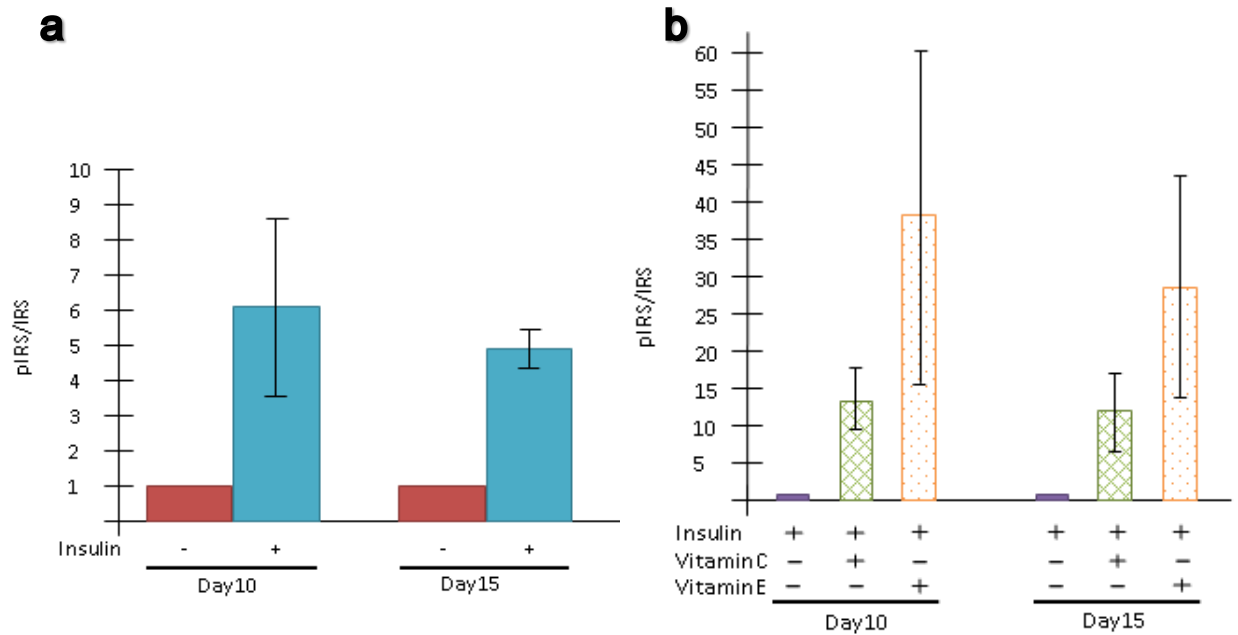 a
10
9
8
7
6
5
4
3
2
1
pIRS/IRS
Insulin - + - +
Day10 Day15
b
60
55
50
45
40
35
30
25
20
15
10
5
pIRS/IRS
Insulin + + + + + +
Vitamin C – + – – + –
Vitamin E – – + – – +
Day10 Day15